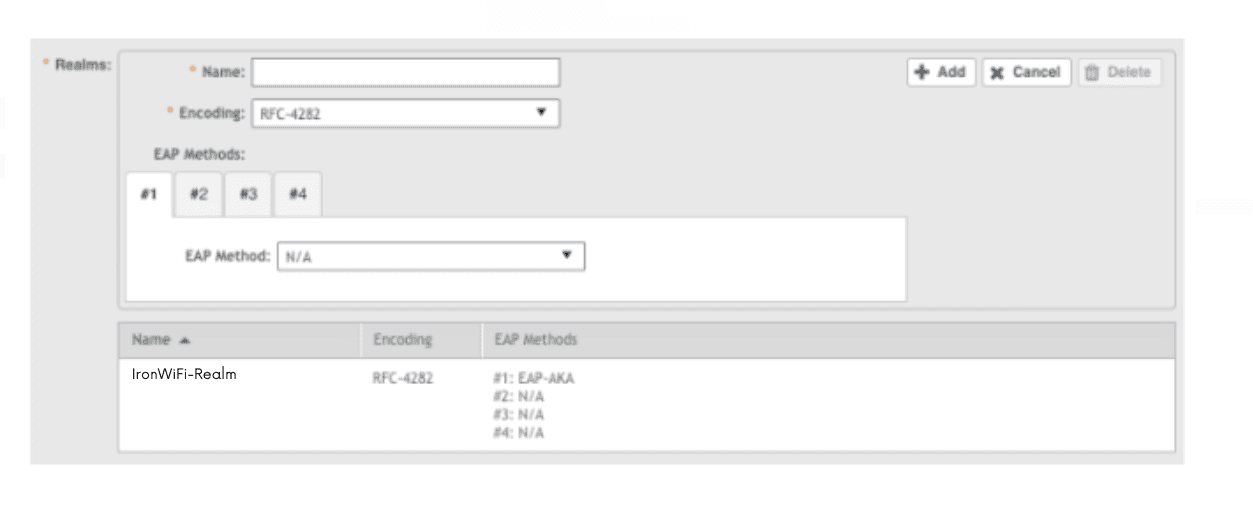 * Realms:
* Name:
Add
Cancel
Delete
* Encoding: RFC-4282
EAP Methods:
#1 #2 #3 #4
EAP Method: N/A
Name Encoding EAP Methods
IronWiFi-Realm RFC-4282 #1: EAP-AKA
#2: N/A
#3: N/A
#4: N/A